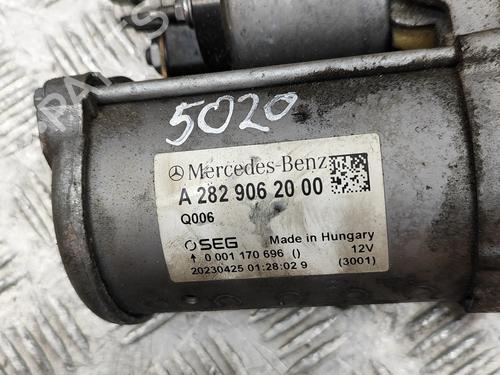 5020
Mercedes-Benz
A 282 906 20 00
Q006
SEG Made in Hungary
0 001 170 696 () 12V
20230425 01:28:02 9 (3001)